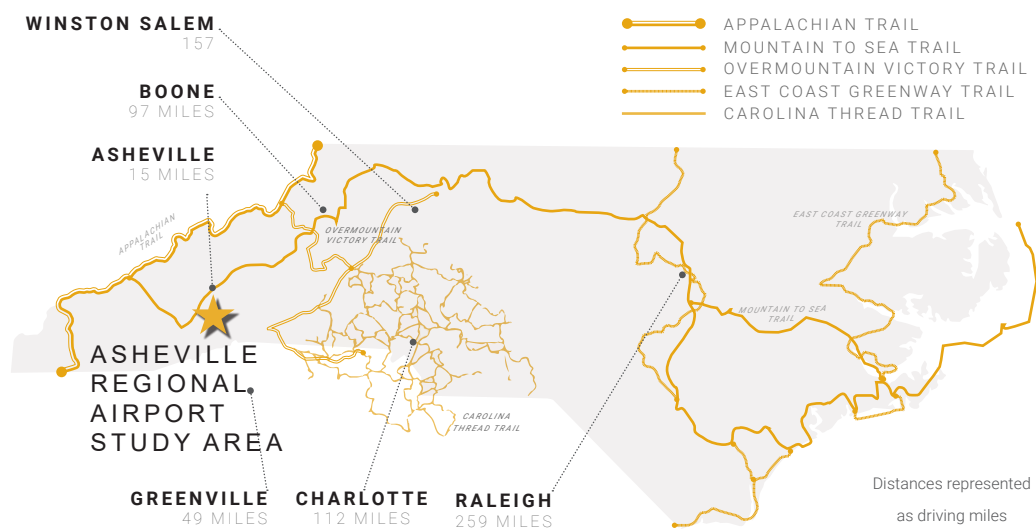 WINSTON SALEM
157
BOONE
97 MILES
ASHEVILLE
15 MILES
APPALACHIAN TRAIL
MOUNTAIN TO SEA TRAIL
OVERMOUNTAIN VICTORY TRAIL
EAST COAST GREENWAY TRAIL
CAROLINA THREAD TRAIL
APPALACHIAN
TRAIL
OVERMOUNTAIN
VICTORY TRAIL
EAST COAST GREENWAY
TRAIL
MOUNTAIN TO SEA
TRAIL
ASHEVILLE
REGIONAL
AIRPORT
STUDY AREA
CAROLINA
THREAD TRAIL
GREENVILLE
49 MILES
CHARLOTTE
112 MILES
RALEIGH
259 MILES
Distances represented
as driving miles